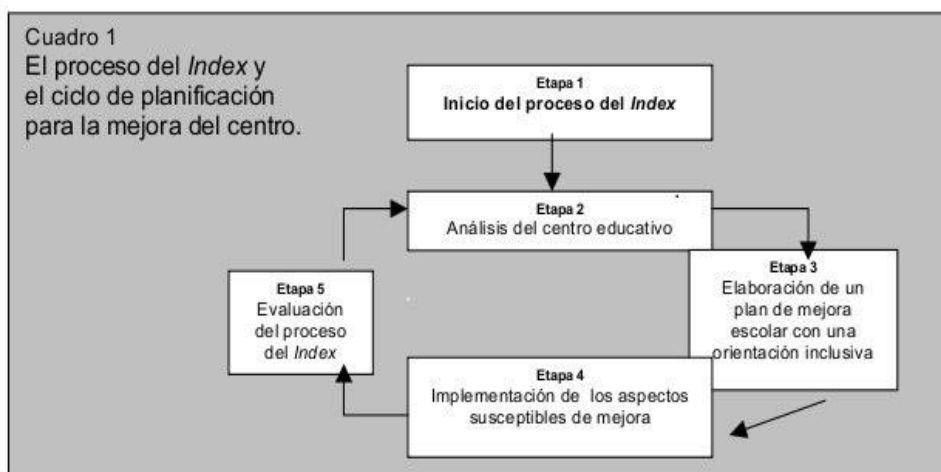 Cuadro 1
El proceso del Index y
el ciclo de planificación
para la mejora del centro.
Etapa 1
Inicio del proceso del Index
Etapa 2
Análisis del centro educativo
Etapa 3
Elaboración de un
plan de mejora
escolar con una
orientación inclusiva
Etapa 4
Implementación de los aspectos
susceptibles de mejora
Etapa 5
Evaluación
del proceso
del Index